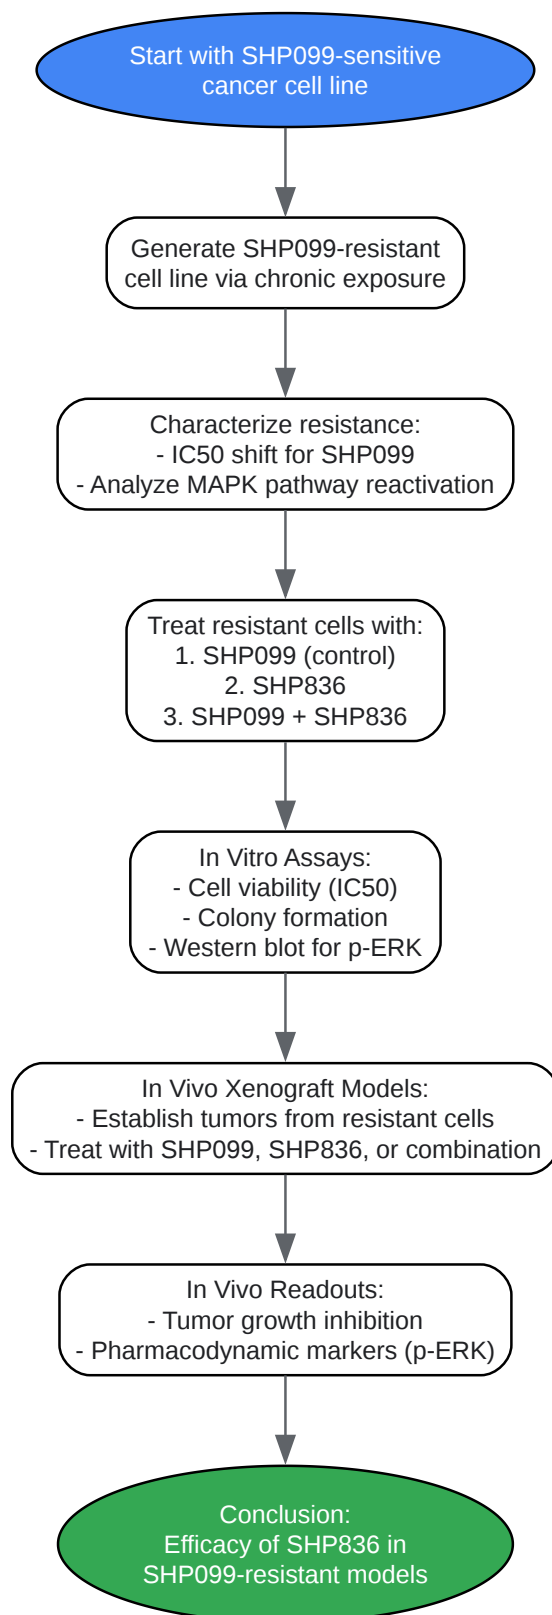 Start with SHP099-sensitive
cancer cell line
Generate SHP099-resistant
cell line via chronic exposure
Characterize resistance:
- IC50 shift for SHP099
- Analyze MAPK pathway reactivation
Treat resistant cells with:
1. SHP099 (control)
2. SHP836
3. SHP099 + SHP836
In Vitro Assays:
- Cell viability (IC50)
- Colony formation
- Western blot for p-ERK
In Vivo Xenograft Models:
- Establish tumors from resistant cells
- Treat with SHP099, SHP836, or combination
In Vivo Readouts:
- Tumor growth inhibition
- Pharmacodynamic markers (p-ERK)
Conclusion:
Efficacy of SHP836 in
SHP099-resistant models